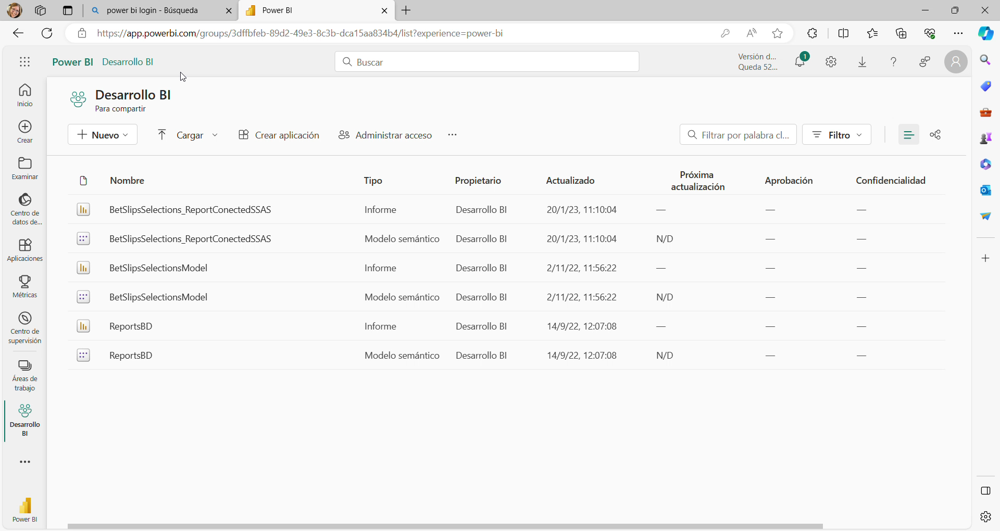 power bi login - Búsqueda
Power BI
https://app.powerbi.com/groups/3dffbfeb-89d2-49e3-8c3b-dca15aa834b4/list?experience=power-bi
Power BI Desarrollo BI
Buscar
Versión d...
Queda 52...
1
Inicio
Crear
Examinar
Centro de
datos de...
Aplicaciones
Métricas
Centro de
supervisión
Áreas de
trabajo
Desarrollo
BI
Power BI
Desarrollo BI
Para compartir
Nuevo Cargar Crear aplicación Administrar acceso Filtrar por palabra cl... Filtro
Nombre Tipo Propietario Actualizado Próxima actualización Aprobación Confidencialidad
BetSlipsSelections_ReportConectedSSAS Informe Desarrollo BI 20/1/23, 11:10:04 — — —
BetSlipsSelections_ReportConectedSSAS Modelo semántico Desarrollo BI 20/1/23, 11:10:04 N/D — —
BetSlipsSelectionsModel Informe Desarrollo BI 2/11/22, 11:56:22 — — —
BetSlipsSelectionsModel Modelo semántico Desarrollo BI 2/11/22, 11:56:22 N/D — —
ReportsBD Informe Desarrollo BI 14/9/22, 12:07:08 — — —
ReportsBD Modelo semántico Desarrollo BI 14/9/22, 12:07:08 N/D — —